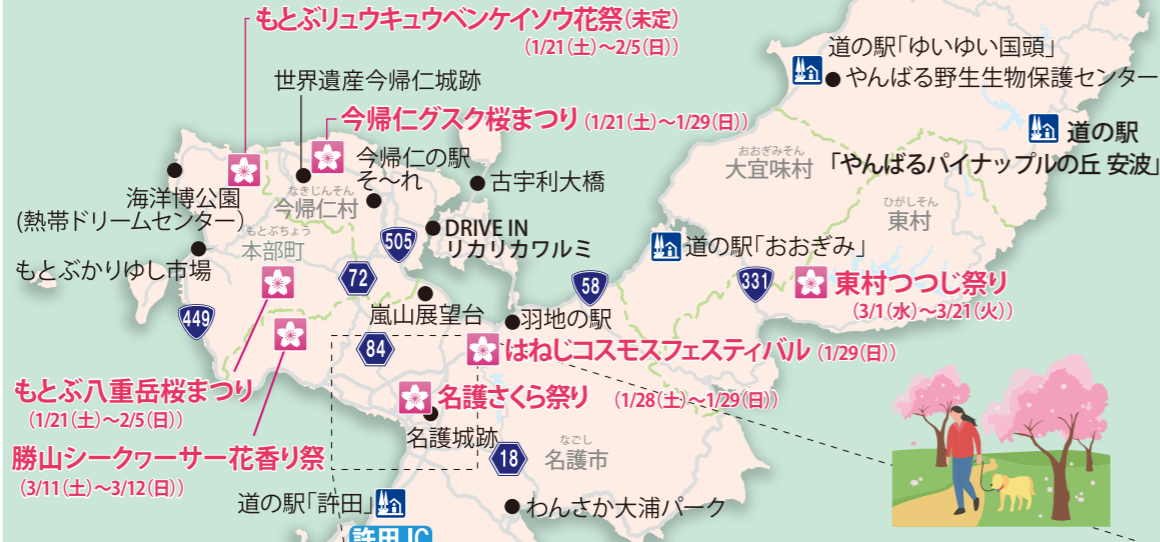 もとぶリュウキュウベンケイソウ花祭(未定)
(1/21(土)〜2/5(日))
世界遺産今帰仁城跡
今帰仁グスク桜まつり (1/21(土)〜1/29(日))
道の駅「ゆいゆい国頭」
やんばる野生生物保護センター
道の駅
「やんばるパイナップルの丘 安波」
おおぎみそん
大宜味村
ひがしそん
東村
今帰仁の駅
そ〜れ
古宇利大橋
海洋博公園
(熱帯ドリームセンター)
なきじんそん
今帰仁村
もとぶちょう
本部町
DRIVE IN
リカリカワルミ
505
もとぶかりゆし市場
72
道の駅「おおぎみ」
58
331
東村つつじ祭り
(3/1(水)〜3/21(火))
449
嵐山展望台
羽地の駅
84
はねじコスモスフェスティバル (1/29(日))
もとぶ八重岳桜まつり
(1/21(土)〜2/5(日))
名護さくら祭り (1/28(土)〜1/29(日))
名護城跡
勝山シークヮーサー花香り祭
(3/11(土)〜3/12(日))
18
なごし
名護市
道の駅「許田」
わんさか大浦パーク
許田IC